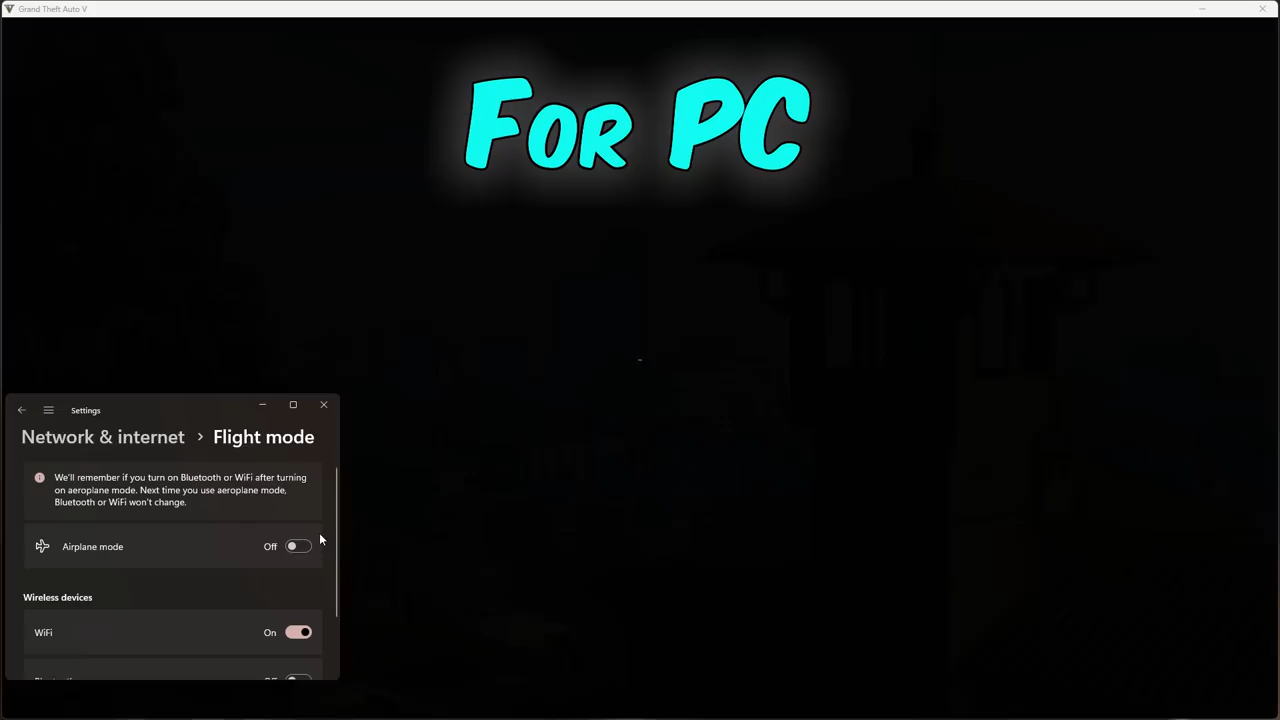 Grand Theft Auto V
For PC
Settings
Network & internet > Flight mode
We'll remember if you turn on Bluetooth or WiFi after turning
on aeroplane mode. Next time you use aeroplane mode,
Bluetooth or WiFi won't change.
Airplane mode Off
Wireless devices
WiFi On